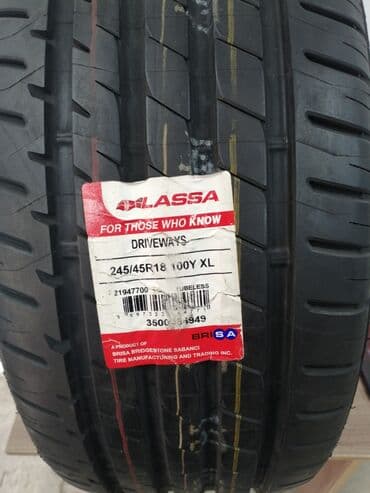 LASSA
FOR THOSE WHO KNOW
DRIVEWAYS
245/45R18 100Y XL
21947700 TUBELESS
BRISA
A PRODUCT OF
BRISA BRIDGESTONE SABANCI
TIRE MANUFACTURING AND TRADING INC.